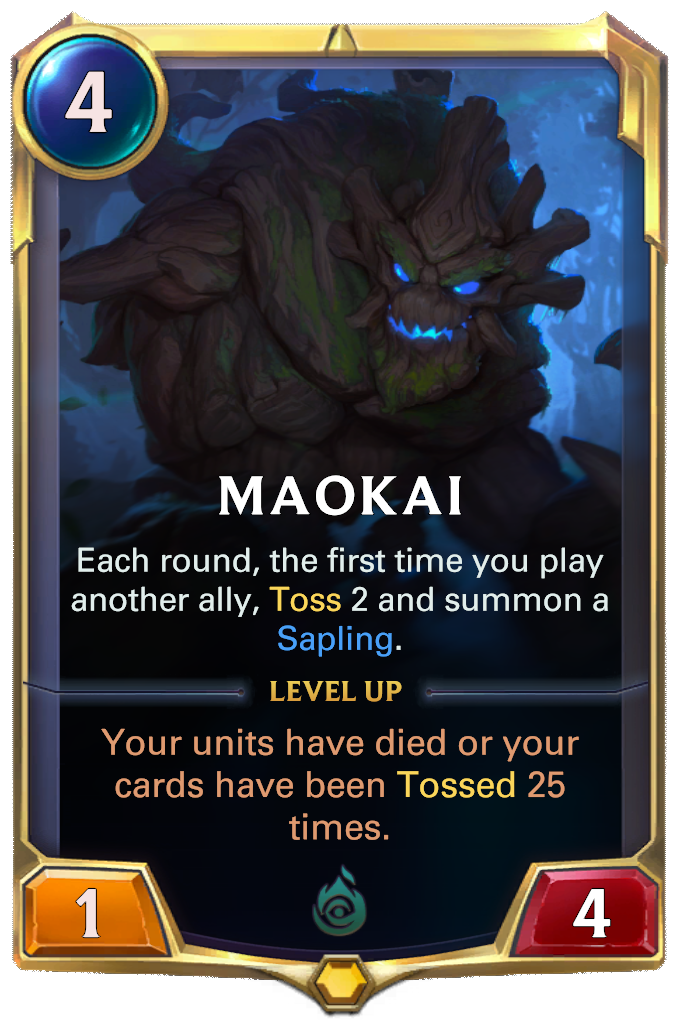 4
MAOKAI
Each round, the first time you play
another ally, Toss 2 and summon a
Sapling.
LEVEL UP
Your units have died or your
cards have been Tossed 25
times.
1
4